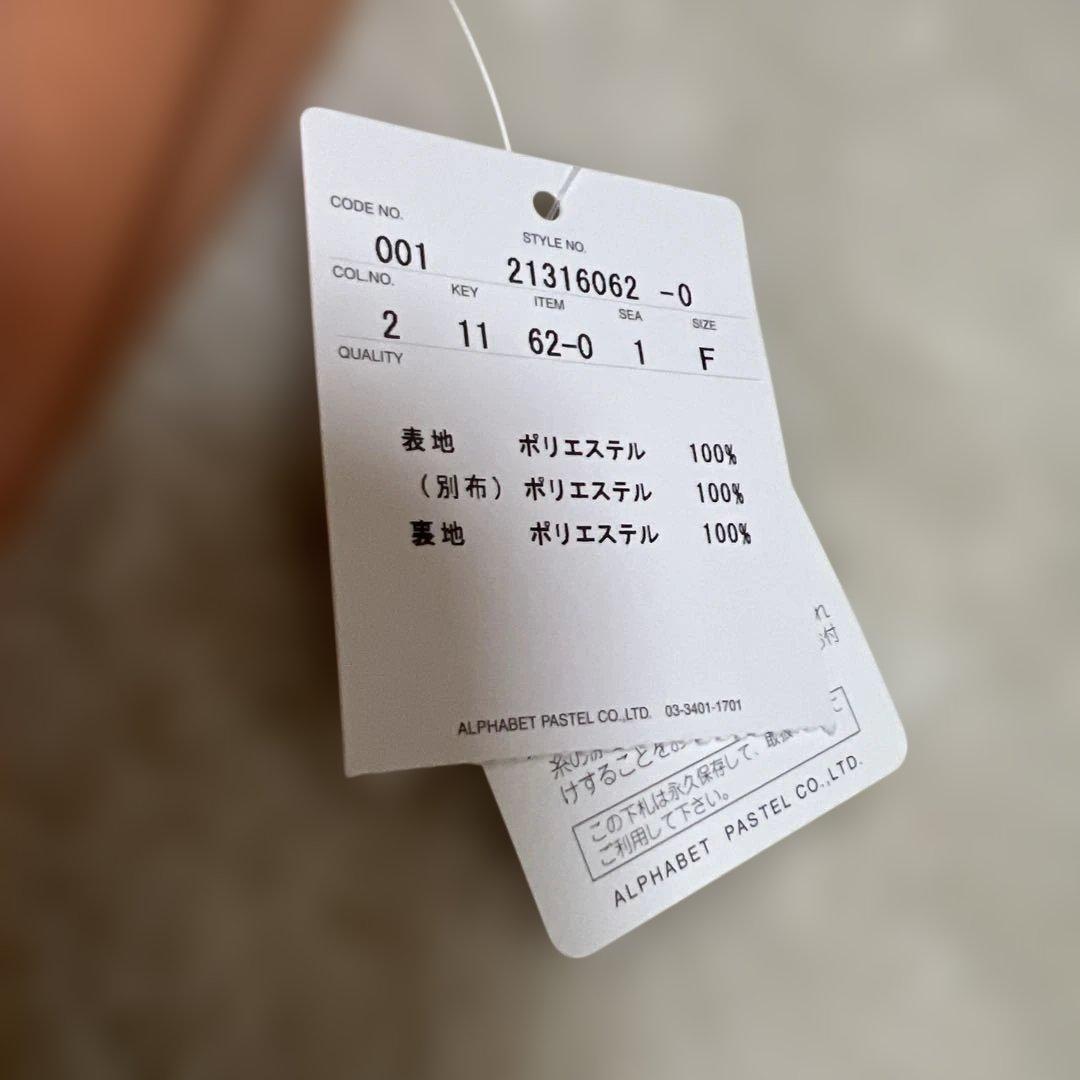 CODE NO.
STYLE NO.
001 21316062 -0
COL.NO. KEY ITEM SEA SIZE
2 11 62-0 1 F
QUALITY
表地 ポリエステル 100%
(別布) ポリエステル 100%
裏地 ポリエステル 100%
ALPHABET PASTEL CO.,LTD. 03-3401-1701
れ
付
けすることを
この下札は永久保存して、取扱
ご利用して下さい。
ALPHABET PASTEL CO.,LTD.